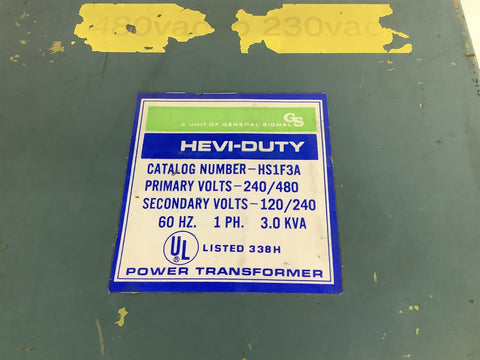 480vac to 230vac
A UNIT OF GENERAL SIGNAL GS
HEVI-DUTY
CATALOG NUMBER-HS1F3A
PRIMARY VOLTS-240/480
SECONDARY VOLTS-120/240
60 HZ. 1 PH. 3.0 KVA
UL ® LISTED 338H
POWER TRANSFORMER